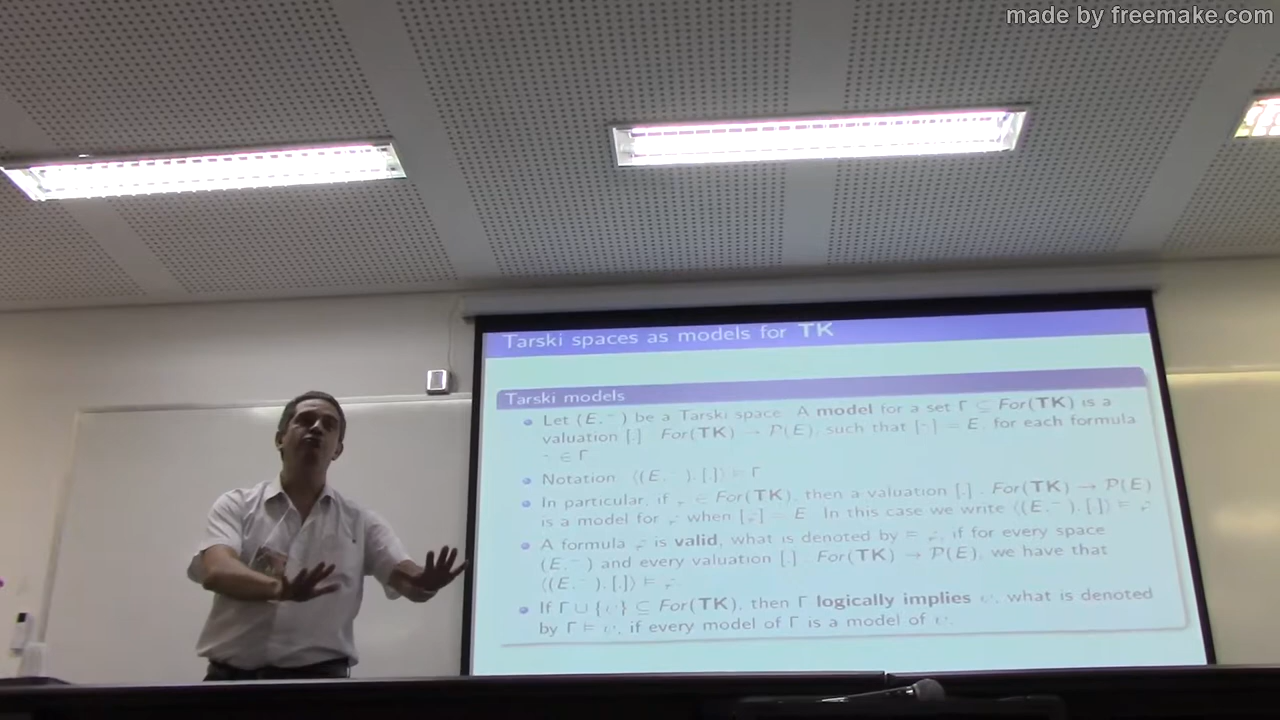 made by freemake.com
Tarski spaces as models for TK
Tarski models
Let (E, ‾) be a Tarski space. A model for a set Γ ⊆ For(TK) is a
valuation [.] For(TK) → P(E), such that [ ] = E, for each formula
∈ Γ
Notation ⟨(E, ‾), [.]⟩ ⊨ Γ
In particular, if ∈ For(TK), then a valuation [.] : For(TK) → P(E)
is a model for when [ ] = E. In this case we write ⟨(E, ‾), [.]⟩ ⊨
A formula is valid, what is denoted by ⊨ , if for every space
(E, ‾) and every valuation [.] For(TK) → P(E), we have that
⟨(E, ‾), [.]⟩ ⊨
If Γ ∪ { } ⊆ For(TK), then Γ logically implies , what is denoted
by Γ ⊨ , if every model of Γ is a model of .